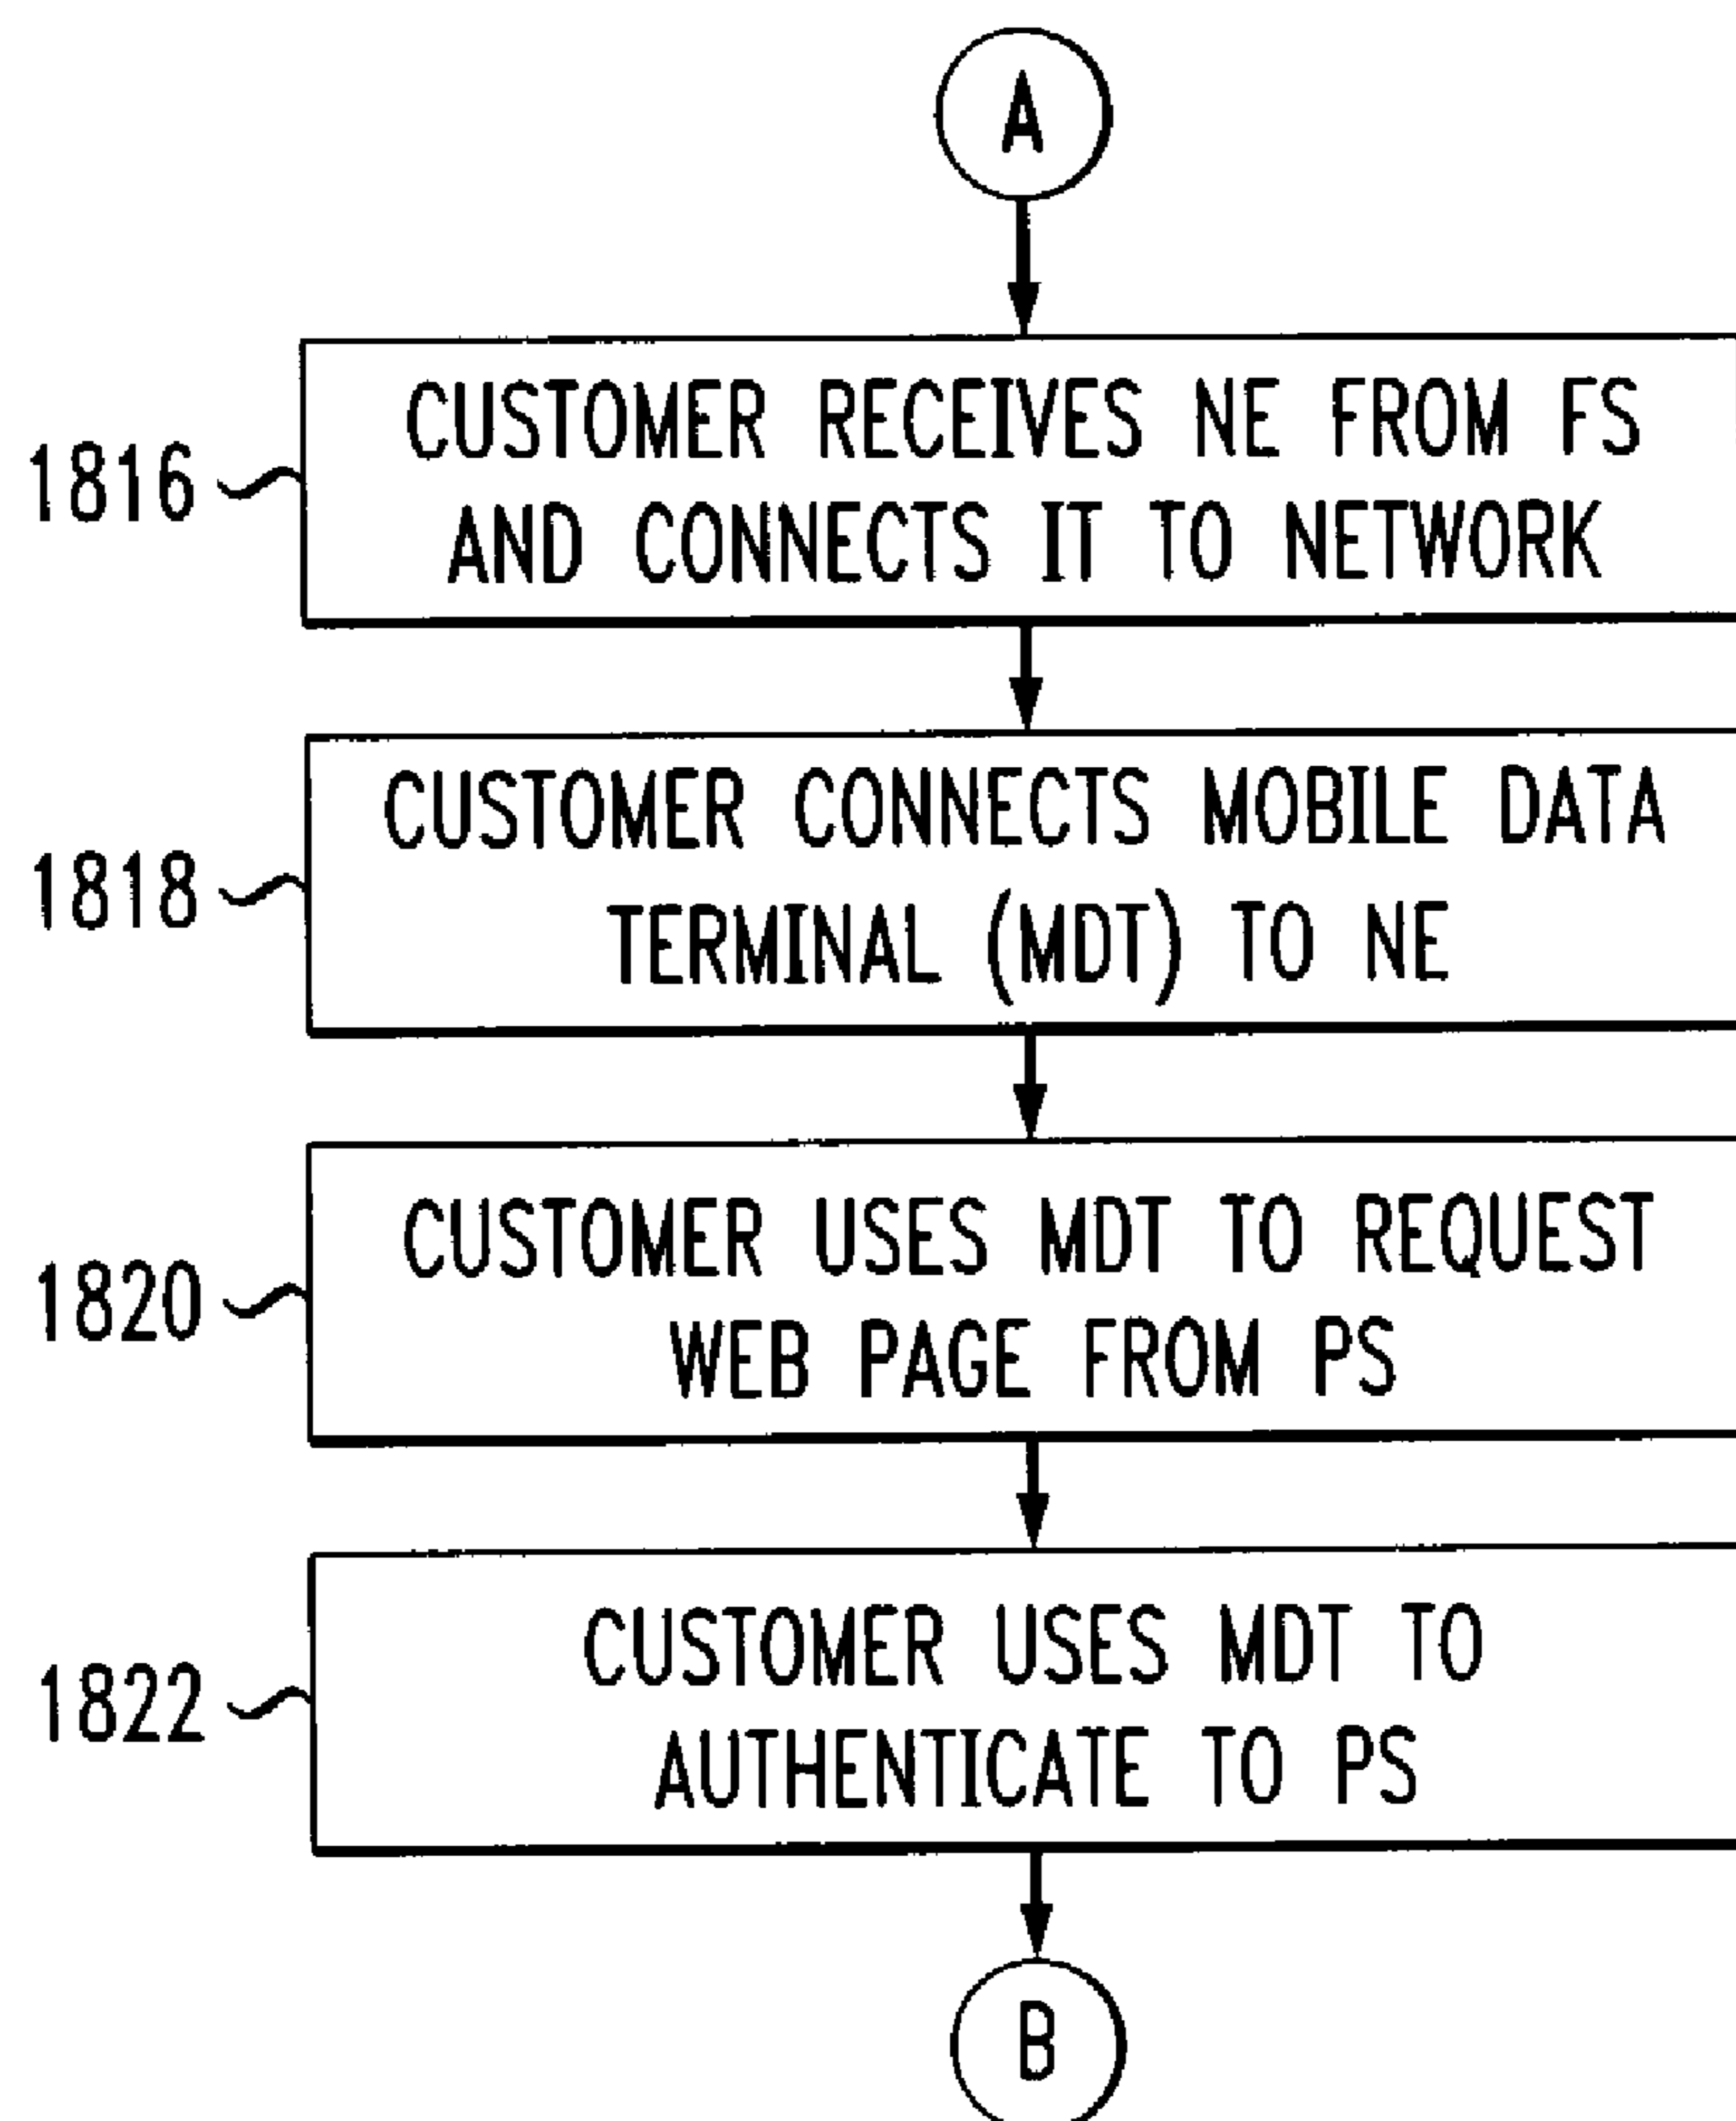 A
1816
CUSTOMER RECEIVES NE FROM FS
AND CONNECTS IT TO NETWORK
1818
CUSTOMER CONNECTS MOBILE DATA
TERMINAL (MDT) TO NE
1820
CUSTOMER USES MDT TO REQUEST
WEB PAGE FROM PS
1822
CUSTOMER USES MDT TO
AUTHENTICATE TO PS
B